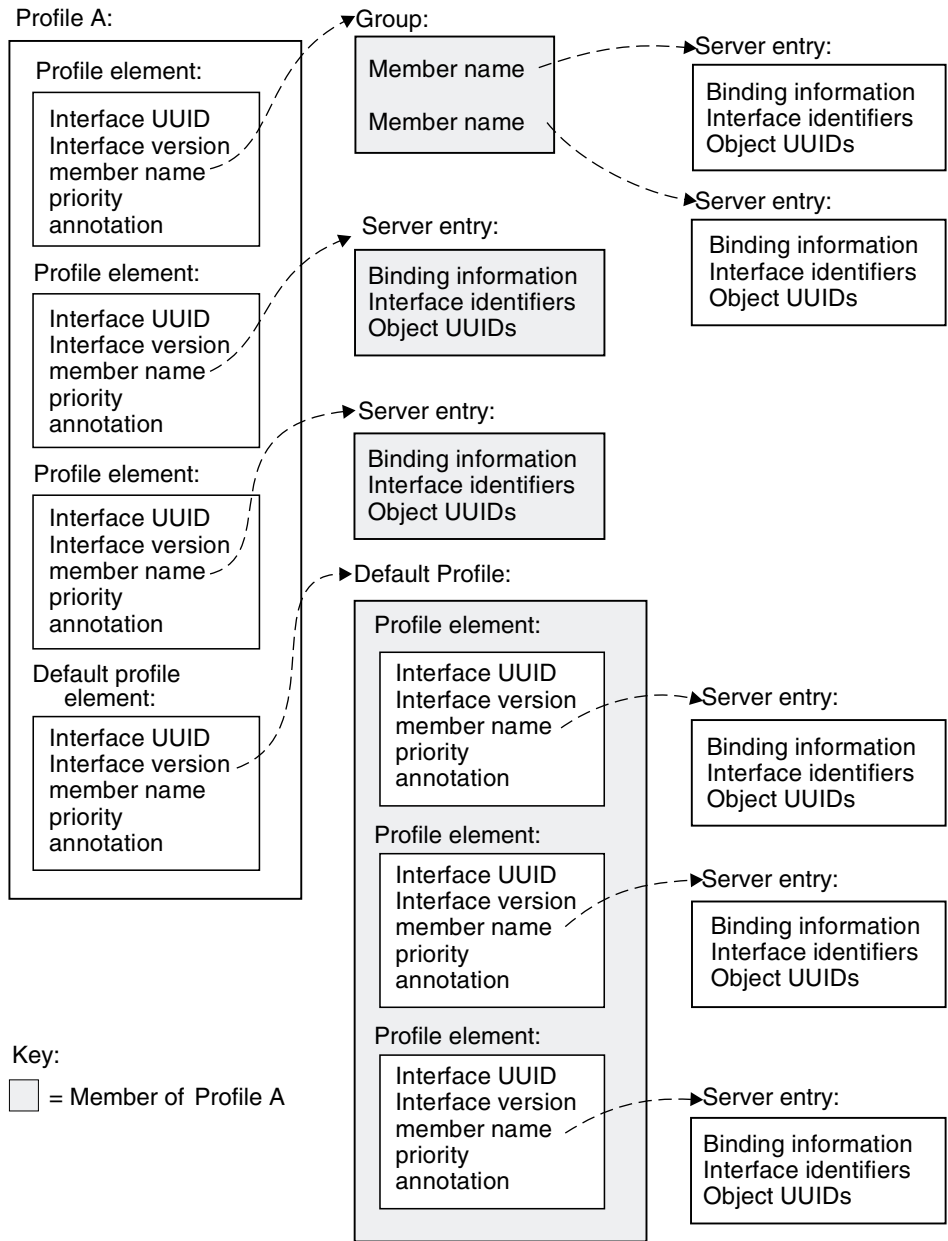 Profile A:
Profile element:
Interface UUID
Interface version
member name
priority
annotation
Profile element:
Interface UUID
Interface version
member name
priority
annotation
Profile element:
Interface UUID
Interface version
member name
priority
annotation
Default profile
element:
Interface UUID
Interface version
member name
priority
annotation
Group:
Member name
Member name
Server entry:
Binding information
Interface identifiers
Object UUIDs
Server entry:
Binding information
Interface identifiers
Object UUIDs
Server entry:
Binding information
Interface identifiers
Object UUIDs
Server entry:
Binding information
Interface identifiers
Object UUIDs
Default Profile:
Profile element:
Interface UUID
Interface version
member name
priority
annotation
Profile element:
Interface UUID
Interface version
member name
priority
annotation
Profile element:
Interface UUID
Interface version
member name
priority
annotation
Server entry:
Binding information
Interface identifiers
Object UUIDs
Server entry:
Binding information
Interface identifiers
Object UUIDs
Server entry:
Binding information
Interface identifiers
Object UUIDs
Key:
= Member of Profile A